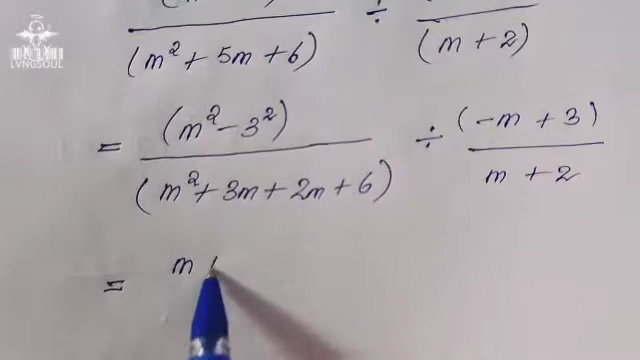 LVNGSOUL
÷
(m² + 5m + 6) (m + 2)
= (m² - 3²) ÷ (-m + 3)
(m² + 3m + 2m + 6) m + 2
= m